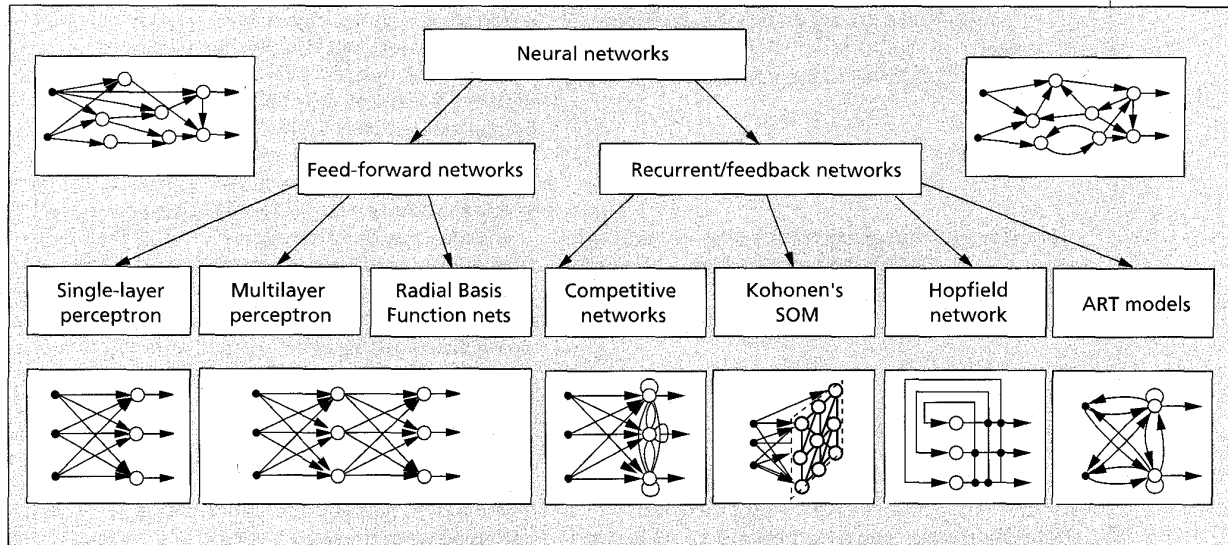 Neural networks
Feed-forward networks
Recurrent/feedback networks
Single-layer
perceptron
Multilayer
perceptron
Radial Basis
Function nets
Competitive
networks
Kohonen's
SOM
Hopfield
network
ART models